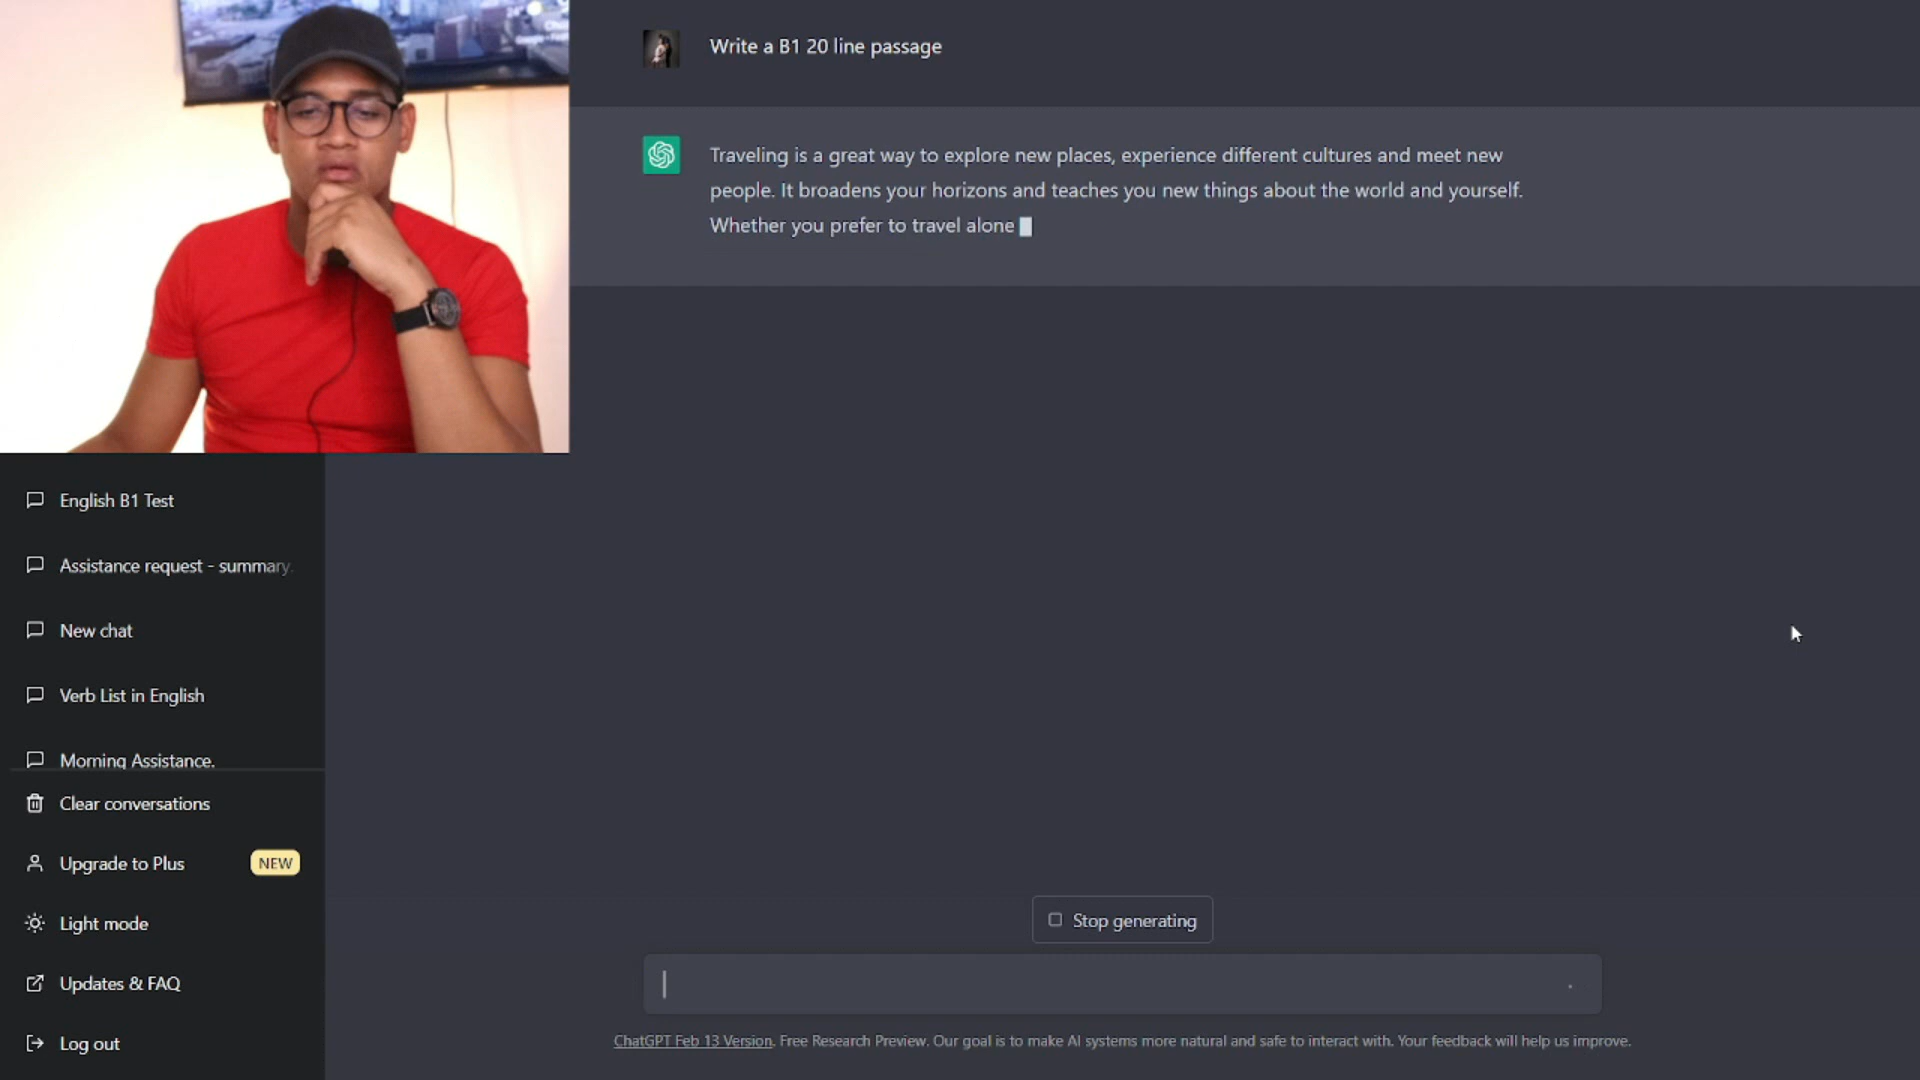 Write a B1 20 line passage
Traveling is a great way to explore new places, experience different cultures and meet new
people. It broadens your horizons and teaches you new things about the world and yourself.
Whether you prefer to travel alone
English B1 Test
Assistance request - summary.
New chat
Verb List in English
Morning Assistance.
Clear conversations
Upgrade to Plus NEW
Light mode
Updates & FAQ
Log out
Stop generating
ChatGPT Feb 13 Version. Free Research Preview. Our goal is to make AI systems more natural and safe to interact with. Your feedback will help us improve.